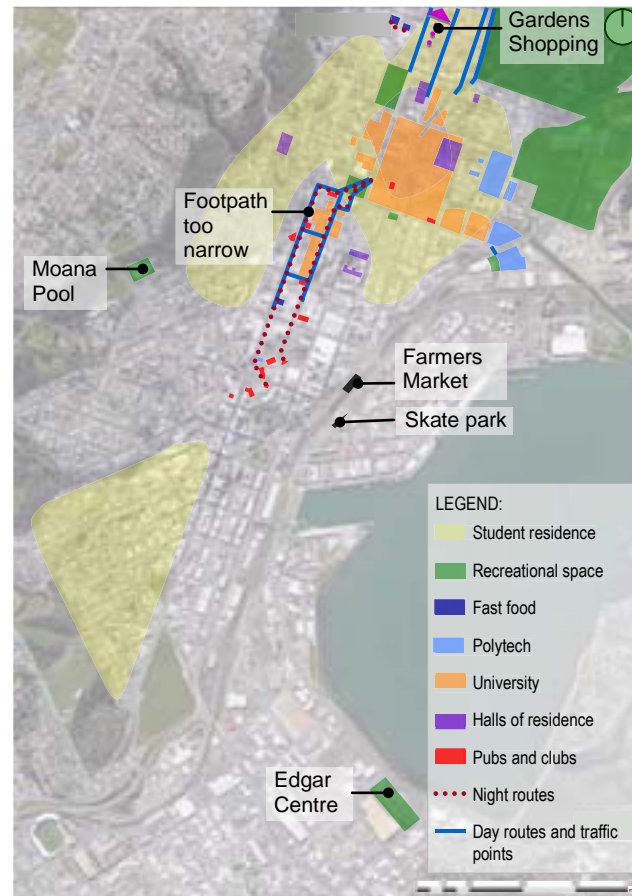 Gardens
Shopping
Footpath
too
narrow
Moana
Pool
Farmers
Market
Skate park
LEGEND:
Student residence
Recreational space
Fast food
Polytech
University
Halls of residence
Pubs and clubs
Night routes
Day routes and traffic
points
Edgar
Centre